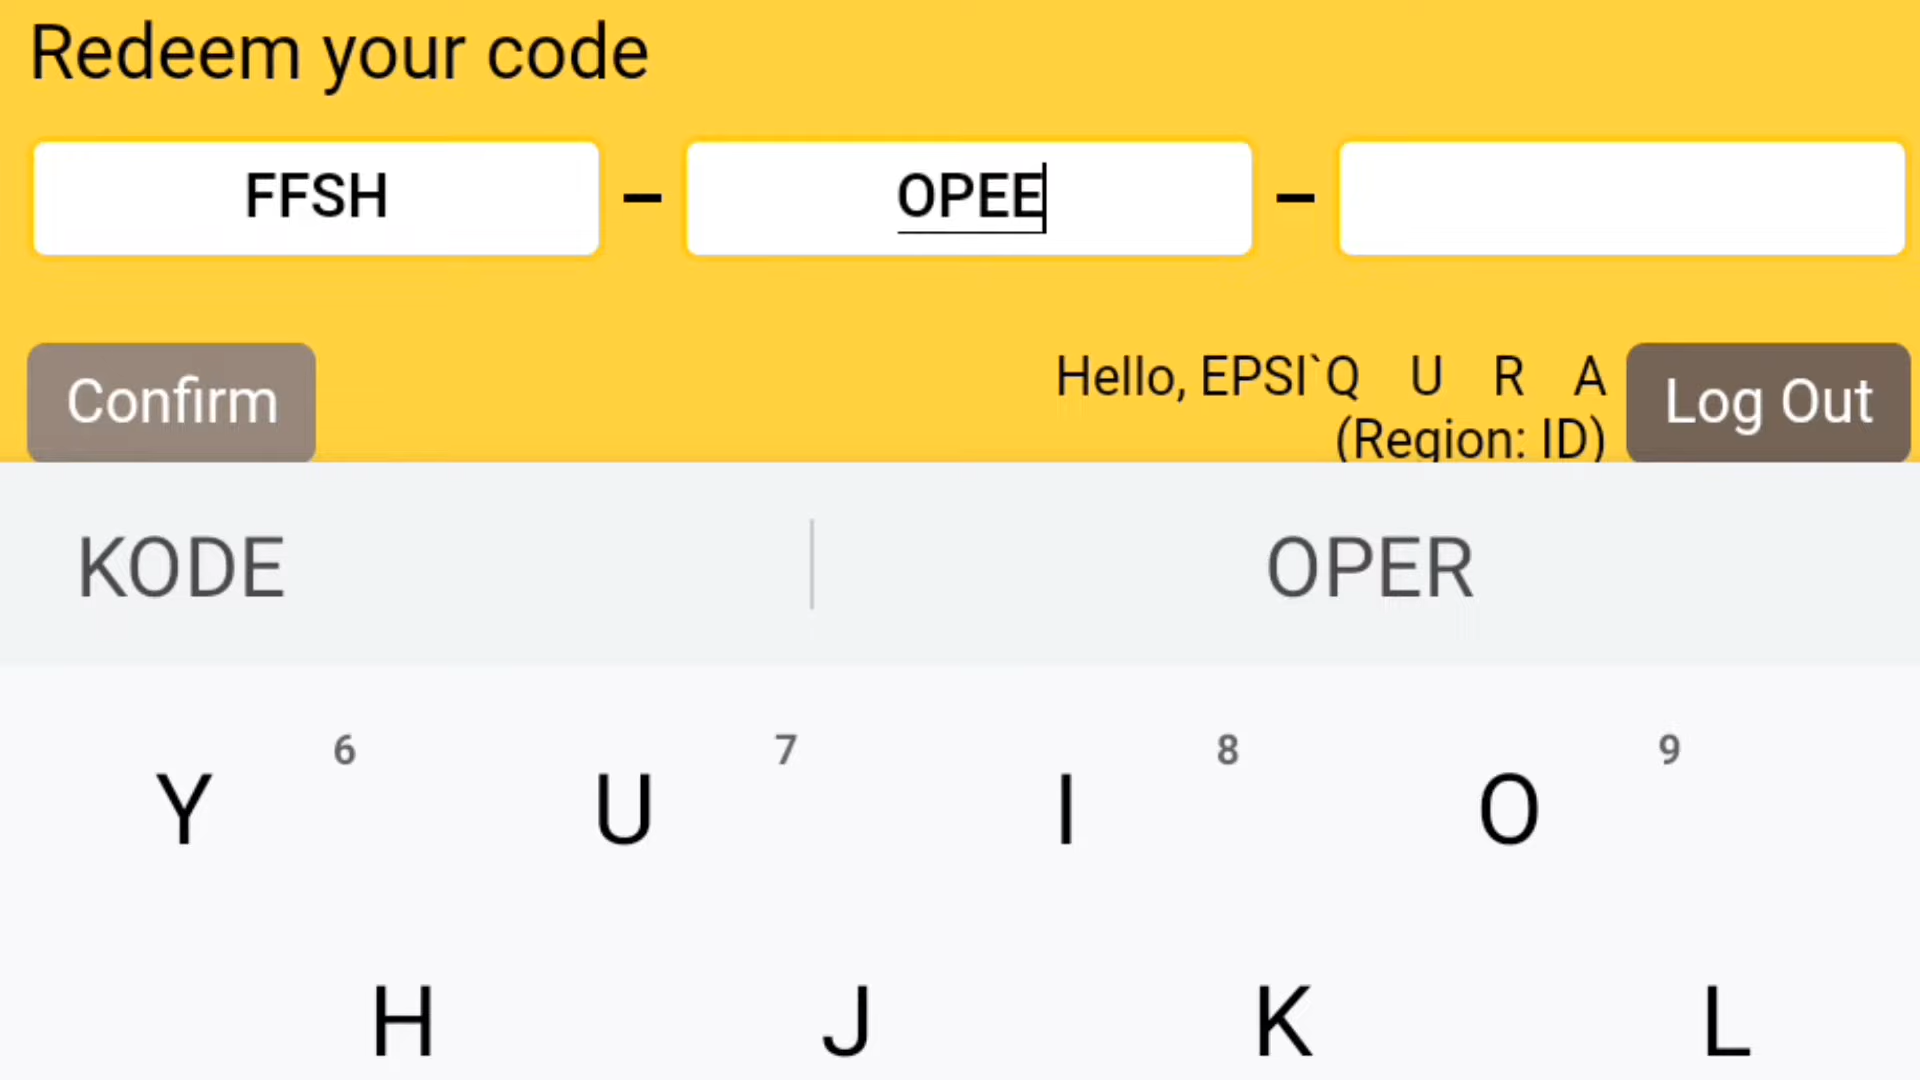 Redeem your code
FFSH – OPEE –
Confirm
Hello, EPSI`Q U R A
(Region: ID)
Log Out
KODE OPER
6 7 8 9
Y U I O
H J K L